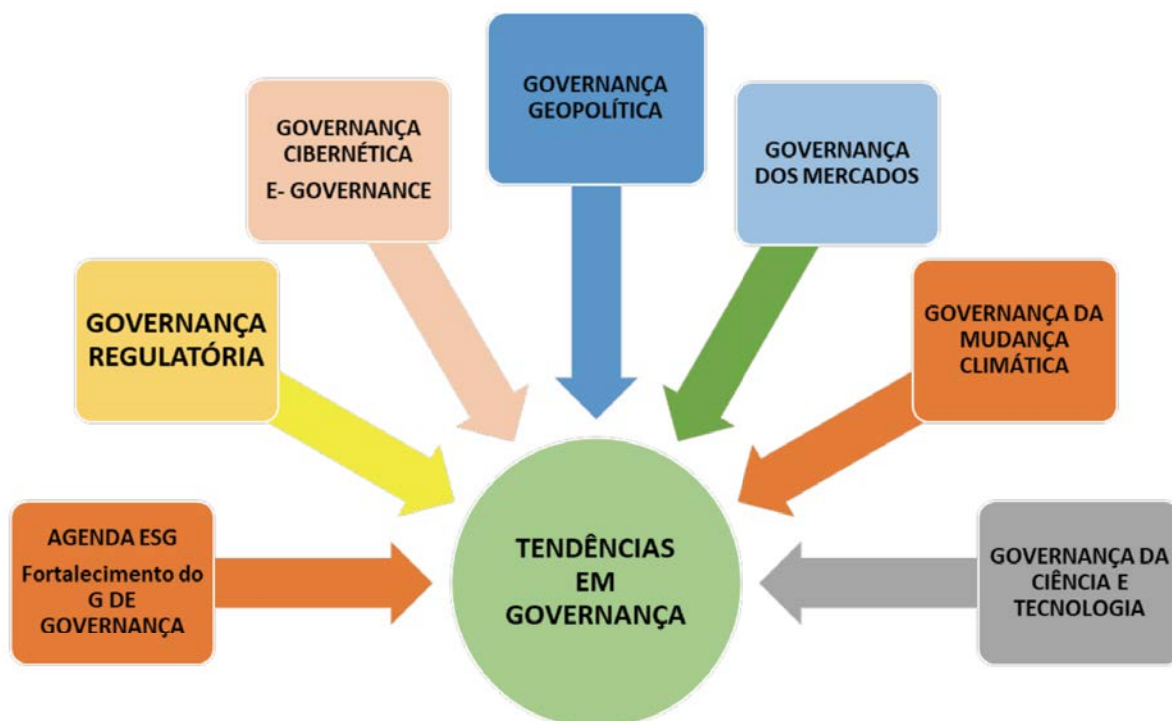 GOVERNANÇA
GEOPOLÍTICA
GOVERNANÇA
CIBERNÉTICA
E- GOVERNANCE
GOVERNANÇA
DOS MERCADOS
GOVERNANÇA
REGULATÓRIA
GOVERNANÇA DA
MUDANÇA
CLIMÁTICA
AGENDA ESG
Fortalecimento do
G DE
GOVERNANÇA
TENDÊNCIAS
EM
GOVERNANÇA
GOVERNANÇA DA
CIÊNCIA E
TECNOLOGIA